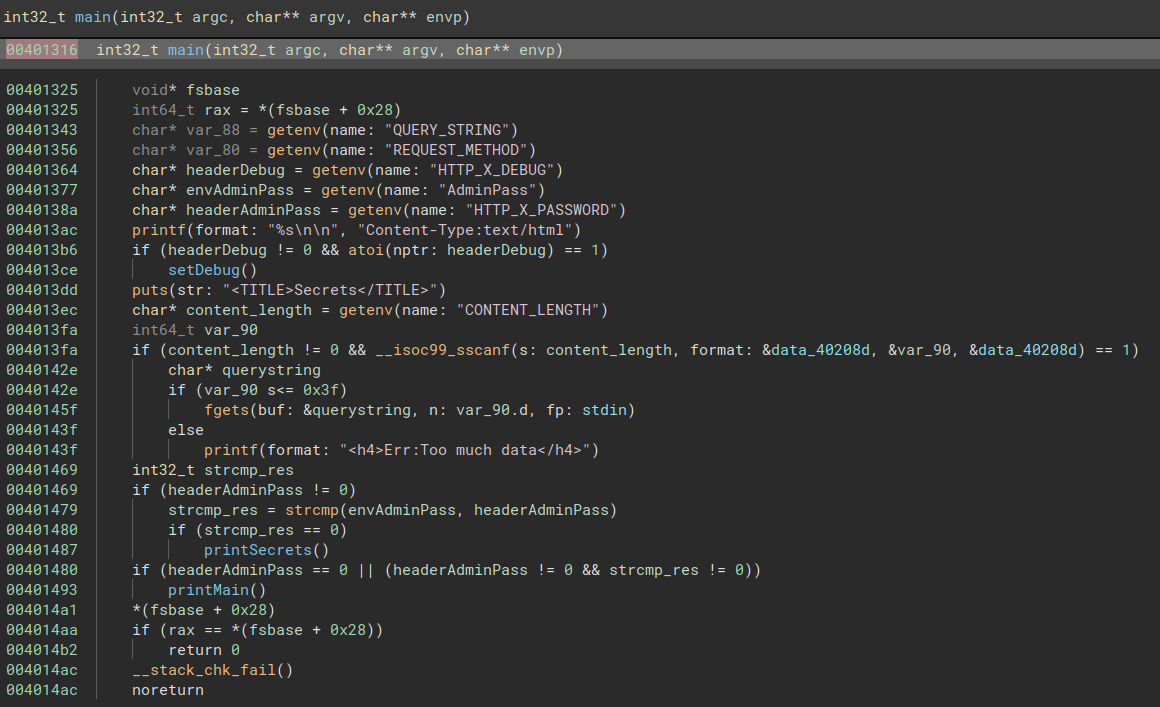 int32_t main(int32_t argc, char** argv, char** envp)
00401316  int32_t main(int32_t argc, char** argv, char** envp)
00401325      void* fsbase
00401325      int64_t rax = *(fsbase + 0x28)
00401343      char* var_88 = getenv(name: "QUERY_STRING")
00401356      char* var_80 = getenv(name: "REQUEST_METHOD")
00401364      char* headerDebug = getenv(name: "HTTP_X_DEBUG")
00401377      char* envAdminPass = getenv(name: "AdminPass")
0040138a      char* headerAdminPass = getenv(name: "HTTP_X_PASSWORD")
004013ac      printf(format: "%s\n\n", "Content-Type:text/html")
004013b6      if (headerDebug != 0 && atoi(nptr: headerDebug) == 1)
004013ce          setDebug()
004013dd      puts(str: "<TITLE>Secrets</TITLE>")
004013ec      char* content_length = getenv(name: "CONTENT_LENGTH")
004013fa      int64_t var_90
004013fa      if (content_length != 0 && __isoc99_sscanf(s: content_length, format: &data_40208d, &var_90, &data_40208d) == 1)
0040142e          char* querystring
0040142e          if (var_90 s<= 0x3f)
0040145f              fgets(buf: &querystring, n: var_90.d, fp: stdin)
0040143f          else
0040143f              printf(format: "<h4>Err:Too much data</h4>")
00401469      int32_t strcmp_res
00401469      if (headerAdminPass != 0)
00401479          strcmp_res = strcmp(envAdminPass, headerAdminPass)
00401480          if (strcmp_res == 0)
00401487              printSecrets()
00401480      if (headerAdminPass == 0 || (headerAdminPass != 0 && strcmp_res != 0))
00401493          printMain()
004014a1      *(fsbase + 0x28)
004014aa      if (rax == *(fsbase + 0x28))
004014b2          return 0
004014ac      __stack_chk_fail()
004014ac      noreturn